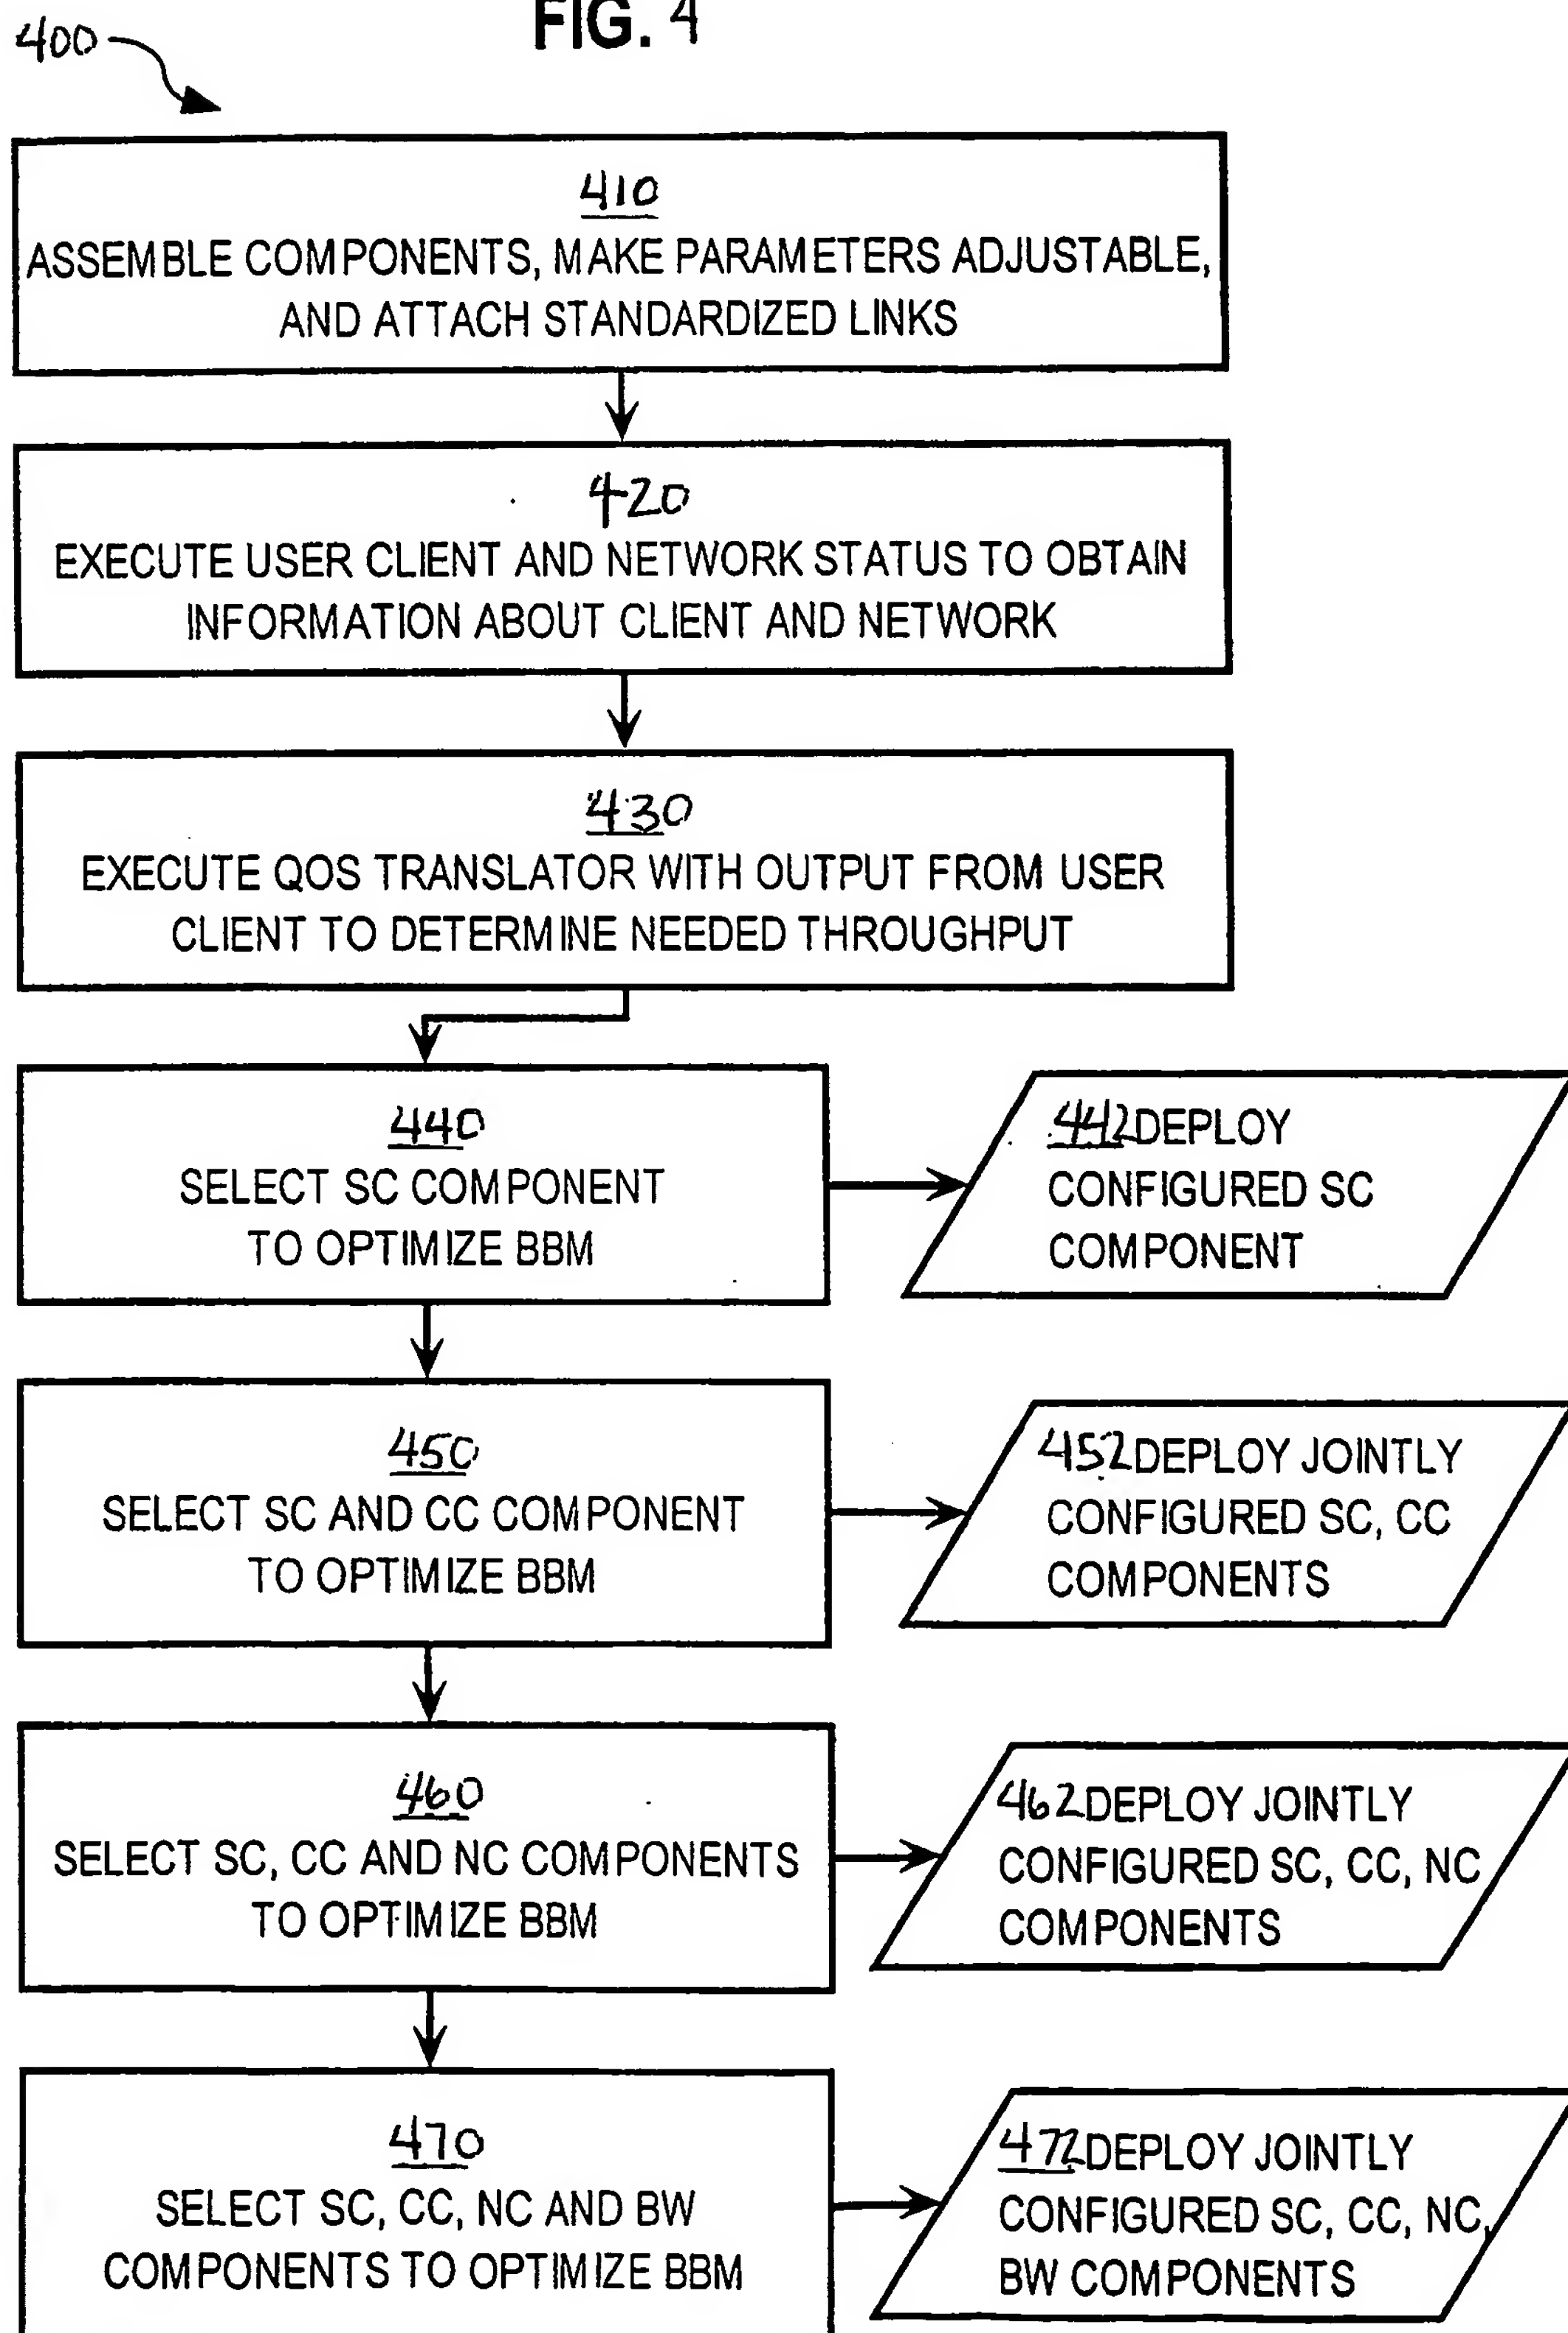 FIG. 4
400
410
ASSEMBLE COMPONENTS, MAKE PARAMETERS ADJUSTABLE,
AND ATTACH STANDARDIZED LINKS
420
EXECUTE USER CLIENT AND NETWORK STATUS TO OBTAIN
INFORMATION ABOUT CLIENT AND NETWORK
430
EXECUTE QOS TRANSLATOR WITH OUTPUT FROM USER
CLIENT TO DETERMINE NEEDED THROUGHPUT
440
SELECT SC COMPONENT
TO OPTIMIZE BBM
442 DEPLOY
CONFIGURED SC
COMPONENT
450
SELECT SC AND CC COMPONENT
TO OPTIMIZE BBM
452 DEPLOY JOINTLY
CONFIGURED SC, CC
COMPONENTS
460
SELECT SC, CC AND NC COMPONENTS
TO OPTIMIZE BBM
462 DEPLOY JOINTLY
CONFIGURED SC, CC, NC
COMPONENTS
470
SELECT SC, CC, NC AND BW
COMPONENTS TO OPTIMIZE BBM
472 DEPLOY JOINTLY
CONFIGURED SC, CC, NC,
BW COMPONENTS